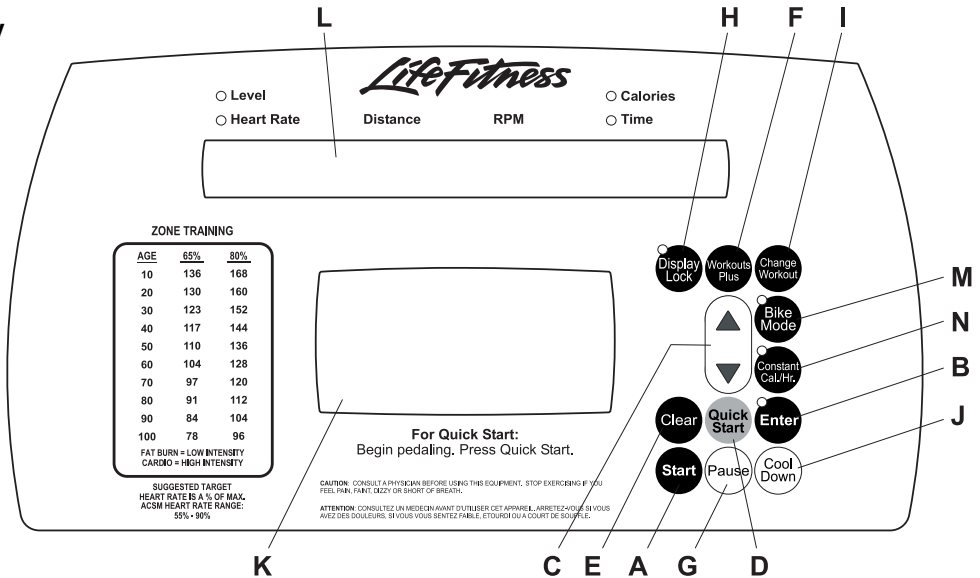 L H F I
LifeFitness
Level Calories
Heart Rate Distance RPM Time
ZONE TRAINING
AGE 65% 80%
10 136 168
20 130 160
30 123 152
40 117 144
50 110 136
60 104 128
70 97 120
80 91 112
90 84 104
100 78 96
FAT BURN = LOW INTENSITY
CARDIO = HIGH INTENSITY
SUGGESTED TARGET
HEART RATE IS A % OF MAX.
ACSM HEART RATE RANGE:
55% - 90%
Display
Lock
Workouts
Plus
Change
Workout
Bike
Mode
M
Constant
Cal./Hr.
N
B
Clear
Quick
Start
Enter
J
Start
Pause
Cool
Down
For Quick Start:
Begin pedaling. Press Quick Start.
CAUTION: CONSULT A PHYSICIAN BEFORE USING THIS EQUIPMENT. STOP EXERCISING IF YOU
FEEL PAIN, FAINT, DIZZY OR SHORT OF BREATH.
ATTENTION: CONSULTEZ UN MEDECIN AVANT D'UTILISER CET APPAREIL. ARRETEZ-VOUS SI VOUS
AVEZ DES DOULEURS, SI VOUS VOUS SENTEZ FAIBLE, ETOURDI OU A COURT DE SOUFFLE.
K C E A G D